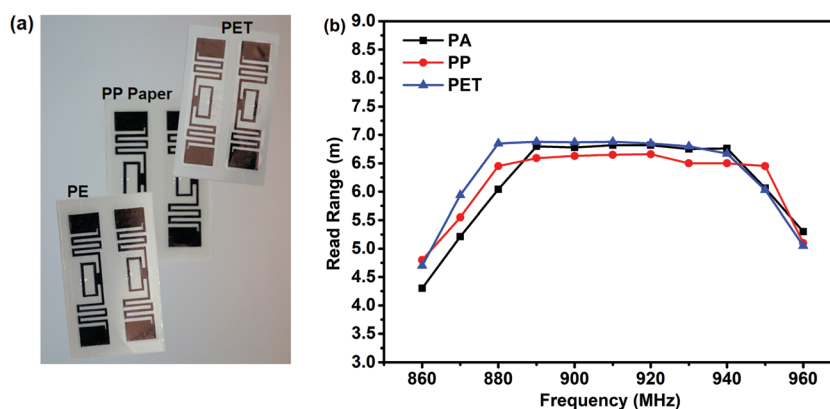 (a)
PET
PP Paper
PE
(b)
PA
PP
PET
Read Range (m)
9.0
8.5
8.0
7.5
7.0
6.5
6.0
5.5
5.0
4.5
4.0
3.5
3.0
860 880 900 920 940 960
Frequency (MHz)